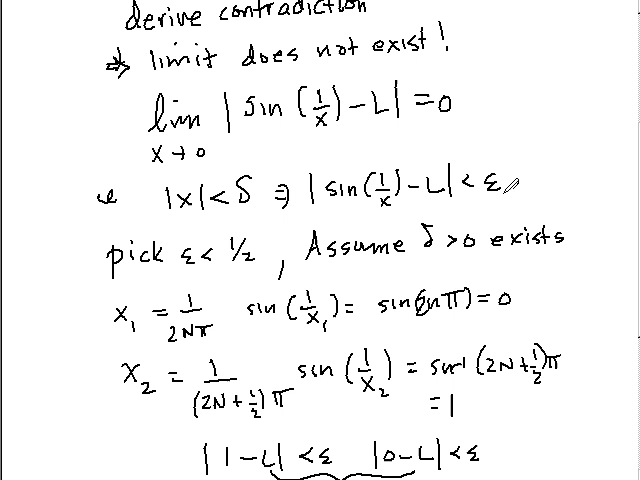 derive contradiction
⇒ limit does not exist!
lim | sin (1/x) - L | = 0
x → 0
ie |x| < δ ⇒ | sin(1/x) - L | < ε
pick ε < 1/2 , Assume δ > 0 exists
x₁ = 1/2Nπ sin (1/x₁) = sin(2nπ) = 0
x₂ = 1/(2N + 1/2)π sin (1/x₂) = sin (2N + 1/2)π
= 1
| 1 - L | < ε | 0 - L | < ε